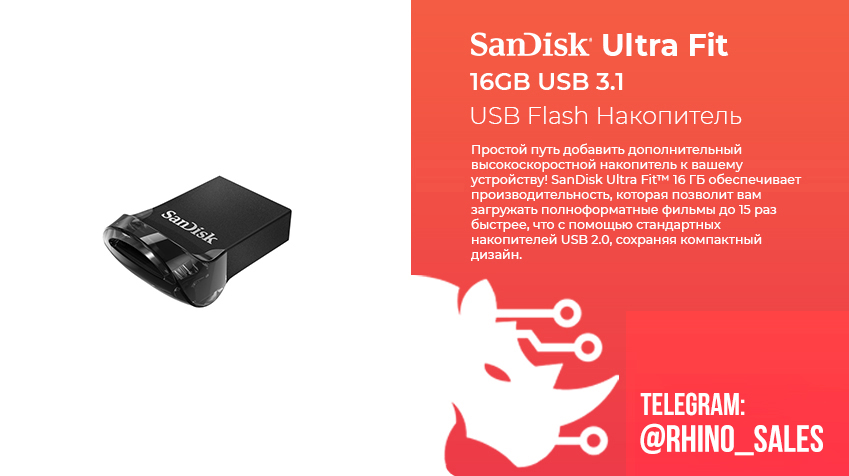 SanDisk
SanDisk® Ultra Fit
16GB USB 3.1
USB Flash Накопитель
Простой путь добавить дополнительный
высокоскоростной накопитель к вашему
устройству! SanDisk Ultra Fit™ 16 ГБ обеспечивает
производительность, которая позволит вам
загружать полноформатные фильмы до 15 раз
быстрее, что с помощью стандартных
накопителей USB 2.0, сохраняя компактный
дизайн.
TELEGRAM:
@RHINO_SALES